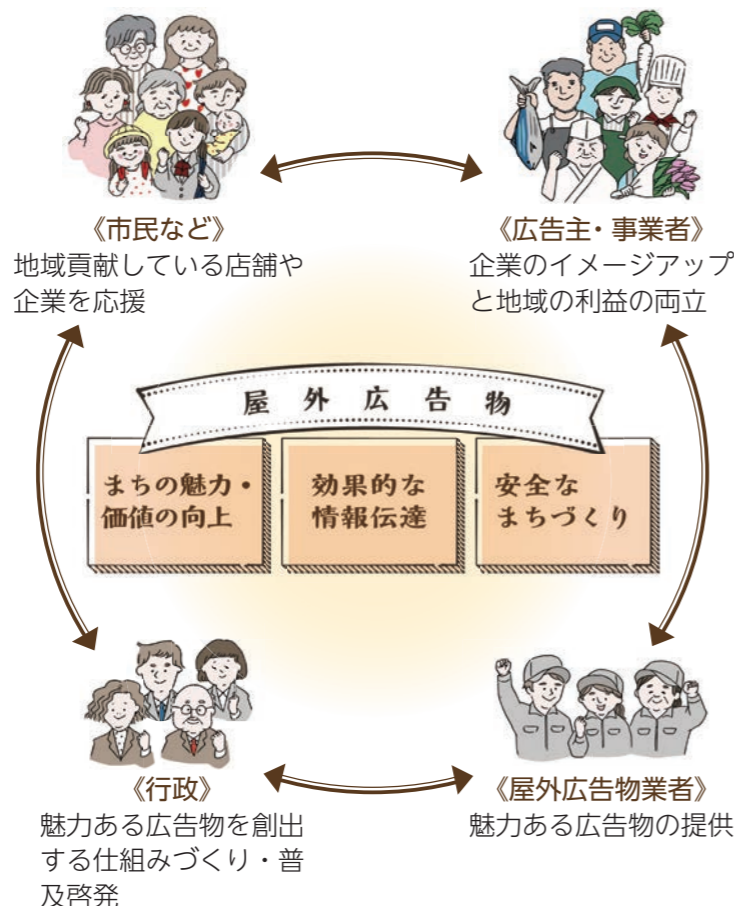 《市民など》
地域貢献している店舗や
企業を応援
《広告主・事業者》
企業のイメージアップ
と地域の利益の両立
屋外広告物
まちの魅力・
価値の向上
効果的な
情報伝達
安全な
まちづくり
《行政》
魅力ある広告物を創出
する仕組みづくり・普
及啓発
《屋外広告物業者》
魅力ある広告物の提供